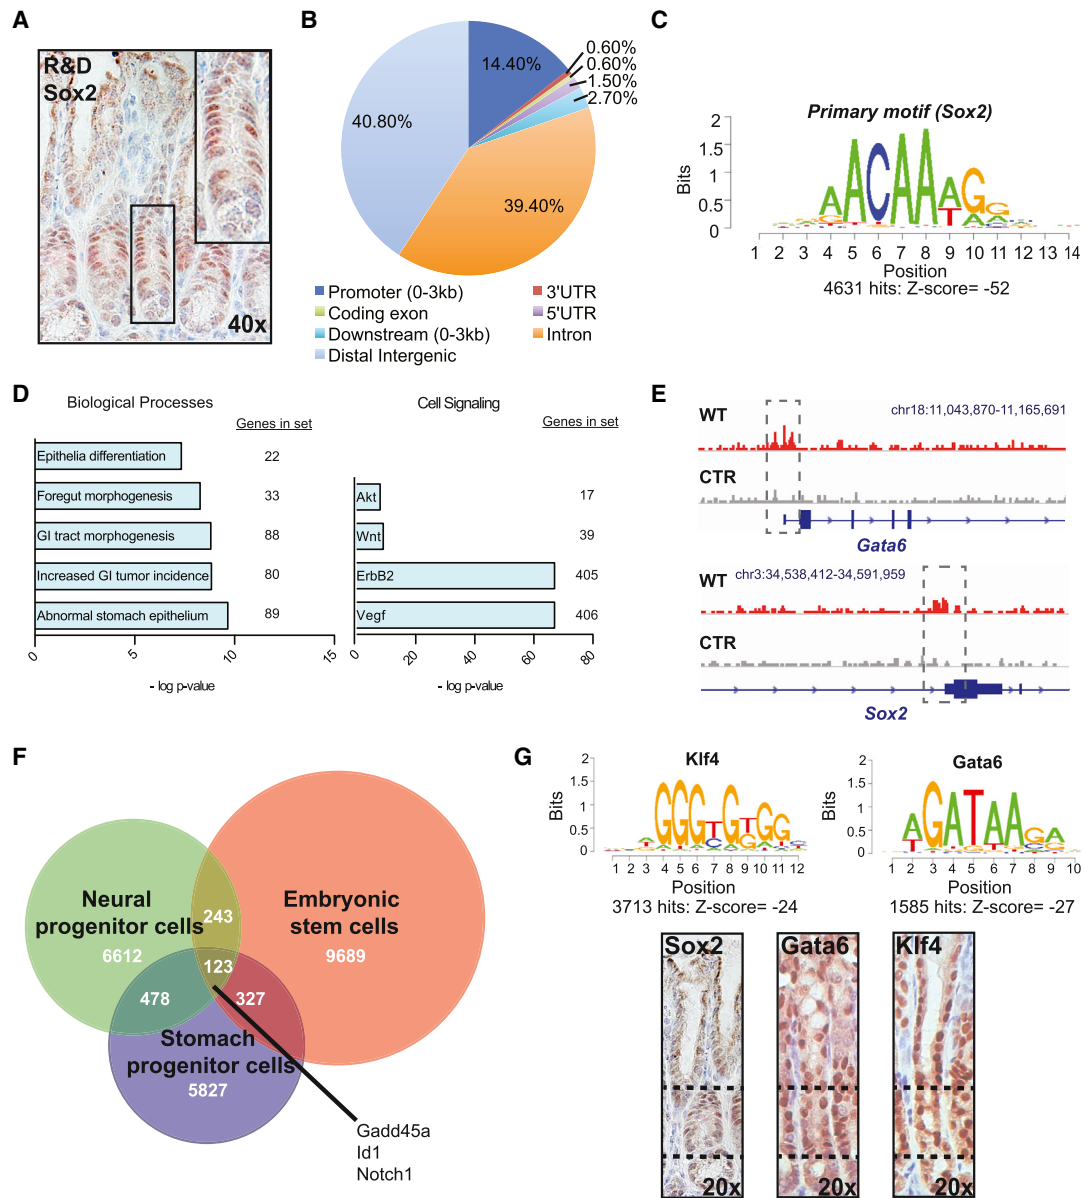 A
R&D
Sox2
40x
B
14.40%
0.60%
0.60%
1.50%
2.70%
40.80%
39.40%
Promoter (0-3kb)
3'UTR
Coding exon
5'UTR
Downstream (0-3kb)
Intron
Distal Intergenic
C
Primary motif (Sox2)
Bits
2
1.5
1
0.5
0
AACAAAGG
TAA
1 2 3 4 5 6 7 8 9 10 11 12 13 14
Position
4631 hits: Z-score= -52
D
Biological Processes
Genes in set
Epithelia differentiation 22
Foregut morphogenesis 33
GI tract morphogenesis 88
Increased GI tumor incidence 80
Abnormal stomach epithelium 89
0 5 10 15
- log p-value
Cell Signaling
Genes in set
Akt 17
Wnt 39
ErbB2 405
Vegf 406
0 20 40 60 80
- log p-value
E
WT
chr18:11,043,870-11,165,691
CTR
Gata6
WT
chr3:34,538,412-34,591,959
CTR
Sox2
F
Neural
progenitor cells
6612
243
Embryonic
stem cells
9689
123
478
327
Stomach
progenitor cells
5827
Gadd45a
Id1
Notch1
G
Klf4
Bits
2
1.5
1
0.5
0
GGGTGTGG
1 2 3 4 5 6 7 8 9 10 11 12
Position
3713 hits: Z-score= -24
Gata6
Bits
2
1.5
1
0.5
0
AGATAAGA
1 2 3 4 5 6 7 8 9 10
Position
1585 hits: Z-score= -27
Sox2
20x
Gata6
20x
Klf4
20x